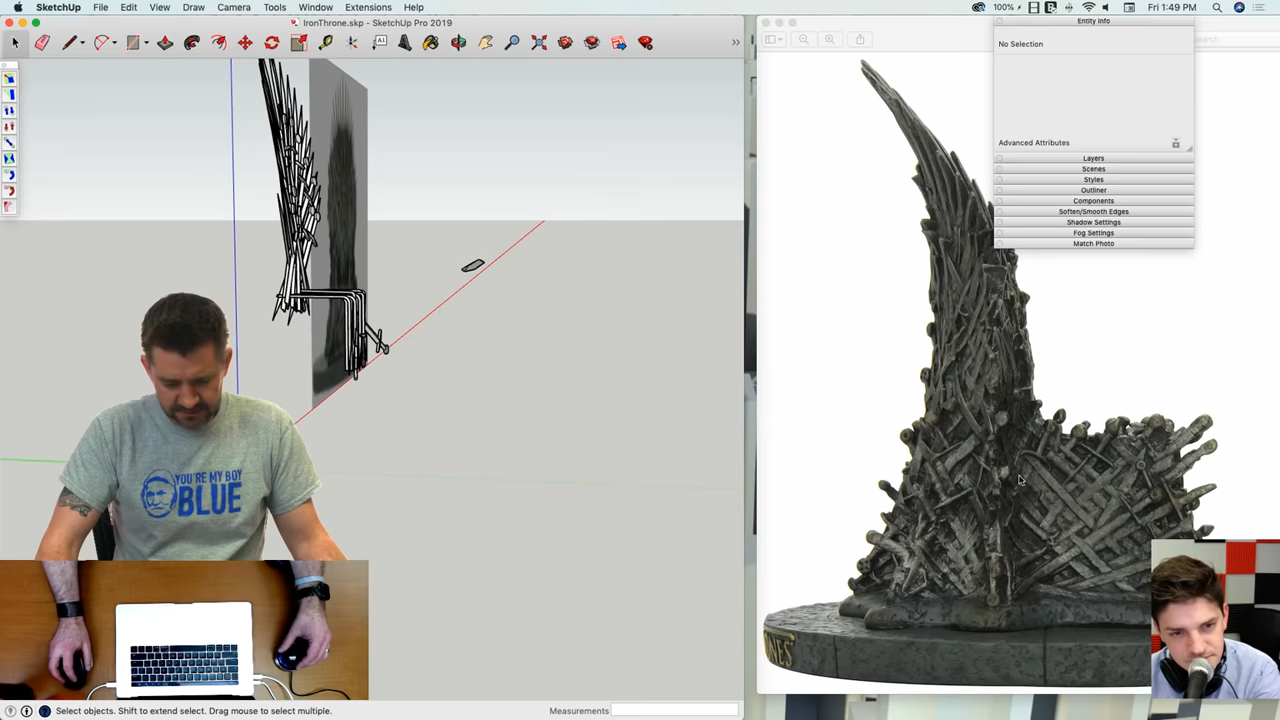 SketchUp File Edit View Draw Camera Tools Window Extensions Help
100% Fri 1:49 PM
IronThrone.skp - SketchUp Pro 2019
Entity Info
No Selection
Advanced Attributes
Layers
Scenes
Styles
Outliner
Components
Soften/Smooth Edges
Shadow Settings
Fog Settings
Match Photo
YOU'RE MY BOY
BLUE
Select objects. Shift to extend select. Drag mouse to select multiple.
Measurements